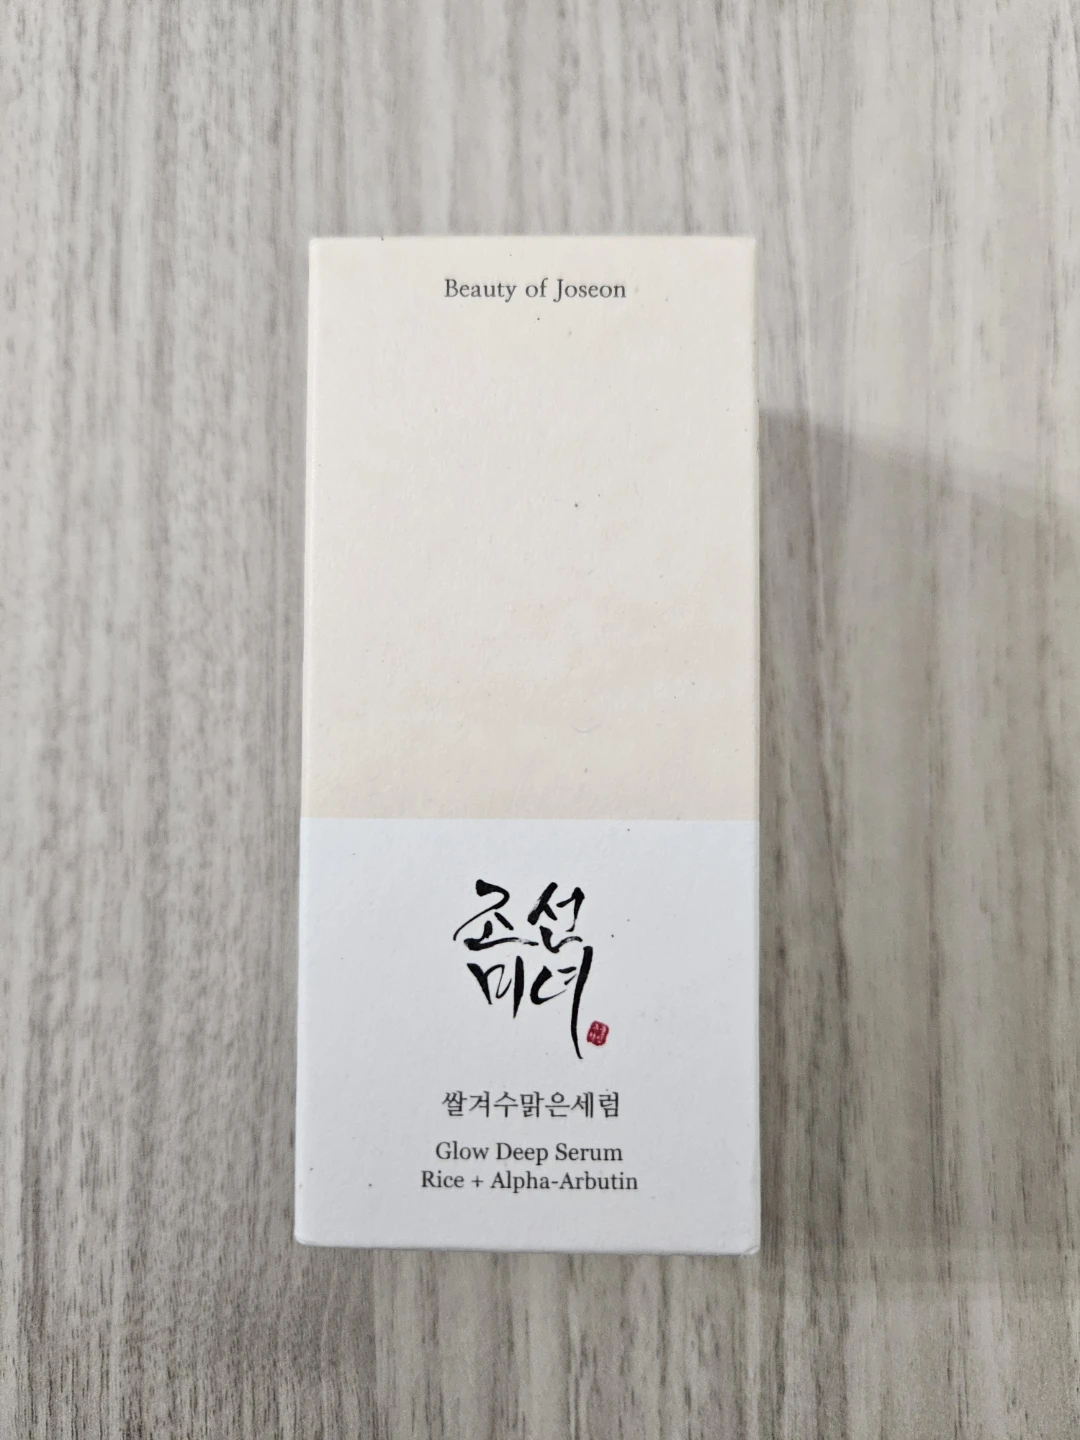 Beauty of Joseon
조선
미녀
쌀겨수맑은세럼
Glow Deep Serum
Rice + Alpha-Arbutin